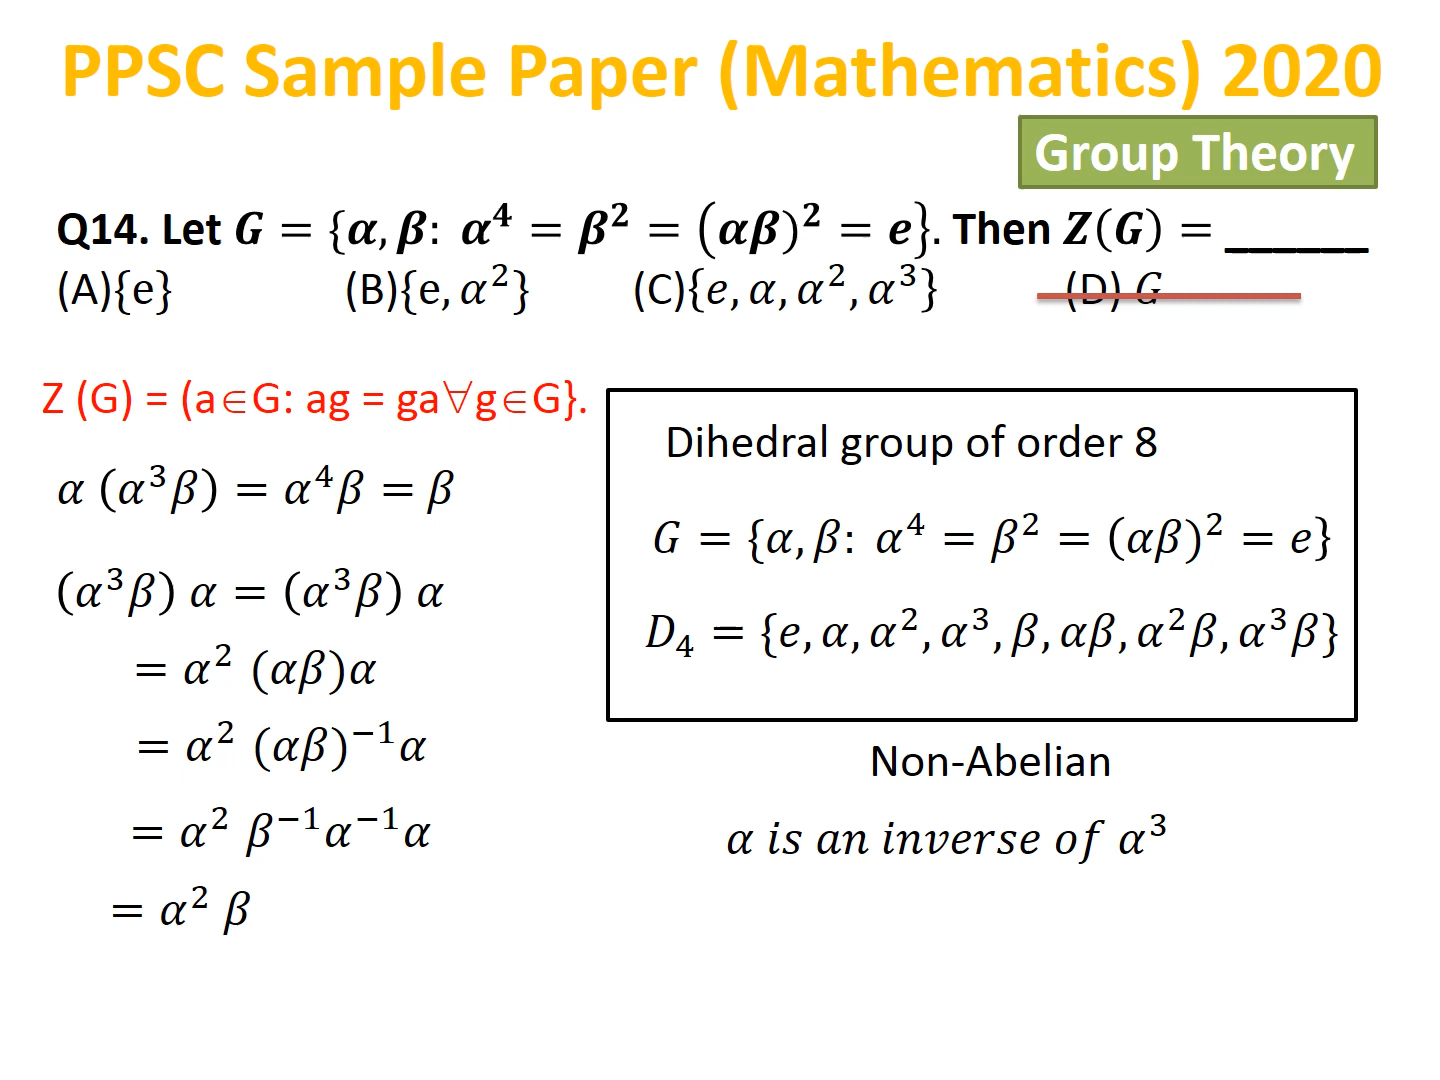 PPSC Sample Paper (Mathematics) 2020
Group Theory
Q14. Let G = {α, β: α⁴ = β² = (αβ)² = e}. Then Z(G) = ______
(A){e} (B){e, α²} (C){e, α, α², α³} (D) G
Z (G) = (a∈G: ag = ga∀g∈G}.
α (α³β) = α⁴β = β
(α³β) α = (α³β) α
= α² (αβ)α
= α² (αβ)⁻¹α
= α² β⁻¹α⁻¹α
= α² β
Dihedral group of order 8
G = {α, β: α⁴ = β² = (αβ)² = e}
D₄ = {e, α, α², α³, β, αβ, α²β, α³β}
Non-Abelian
α is an inverse of α³